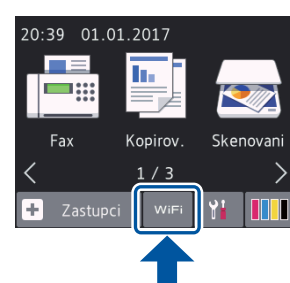 20:39 01.01.2017
Fax Kopirov. Skenovani
< 1 / 3 >
+ Zastupci WiFi